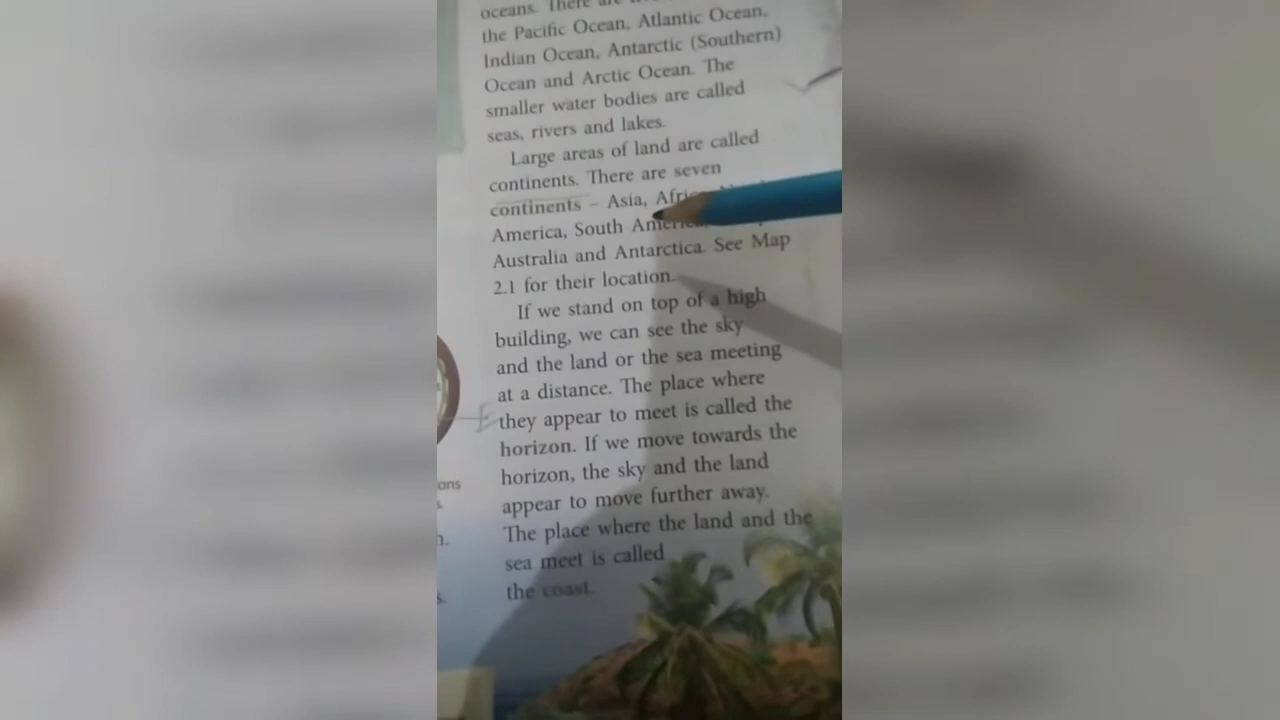 oceans. There are
the Pacific Ocean, Atlantic Ocean,
Indian Ocean, Antarctic (Southern)
Ocean and Arctic Ocean. The
smaller water bodies are called
seas, rivers and lakes.
Large areas of land are called
continents. There are seven
continents – Asia,
America, South
Australia and Antarctica. See Map
2.1 for their location.
If we stand on top of a high
building, we can see the sky
and the land or the sea meeting
at a distance. The place where
they appear to meet is called the
horizon. If we move towards the
horizon, the sky and the land
appear to move further away.
The place where the land and the
sea meet is called
the coast.